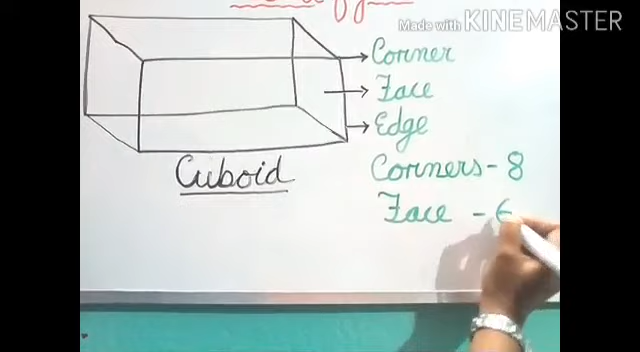 Made with KINEMASTER
Corner
Face
Edge
Cuboid
Corners - 8
Face - 6